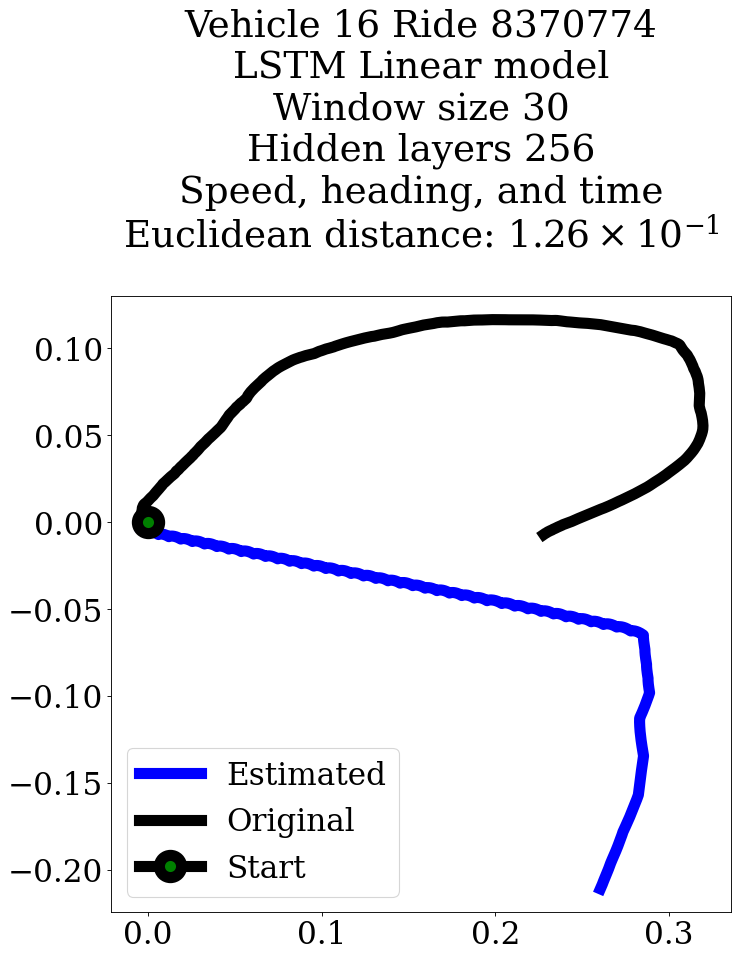 Vehicle 16 Ride 8370774
LSTM Linear model
Window size 30
Hidden layers 256
Speed, heading, and time
Euclidean distance: 1.26 × 10⁻¹
0.10
0.05
0.00
−0.05
−0.10
−0.15
−0.20
Estimated
Original
Start
0.0 0.1 0.2 0.3